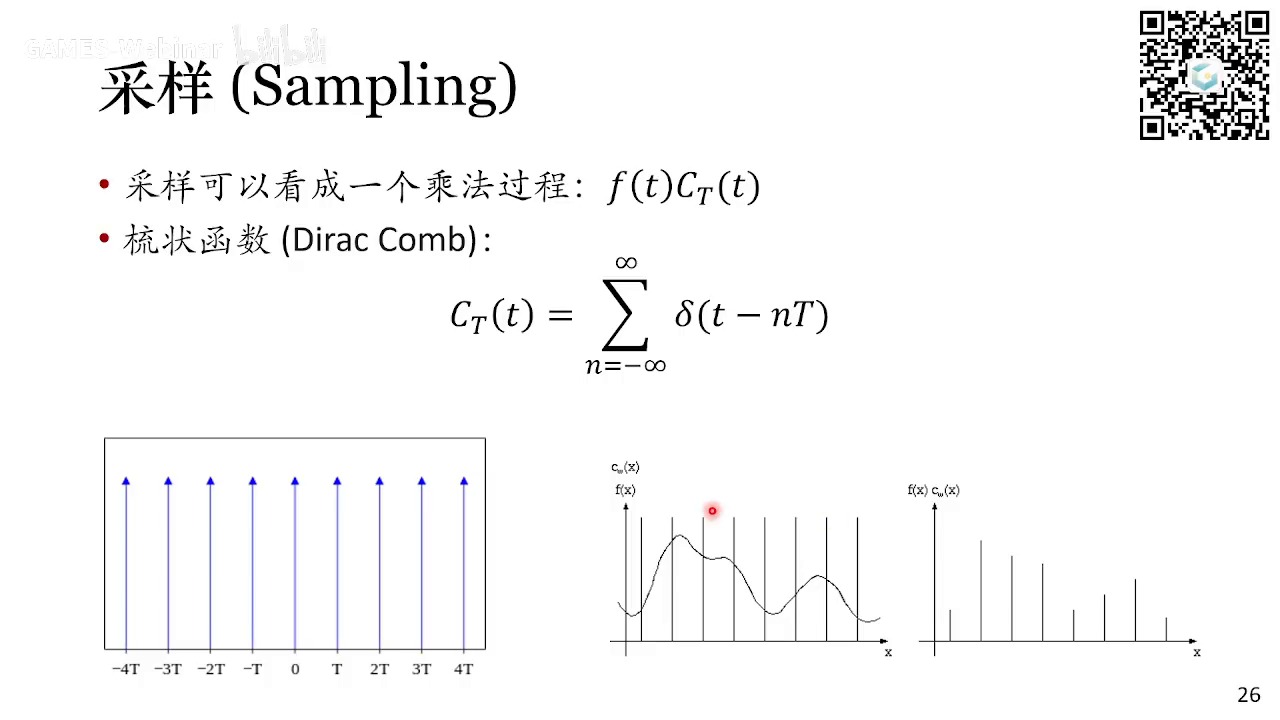 GAMES-Webinar bilibili
采样 (Sampling)
• 采样可以看成一个乘法过程: f(t)C_T(t)
• 梳状函数 (Dirac Comb):
C_T(t) = ∑_{n=−∞}^{∞} δ(t − nT)
−4T −3T −2T −T 0 T 2T 3T 4T
c_w(x)
f(x)
x
f(x) c_w(x)
x
26